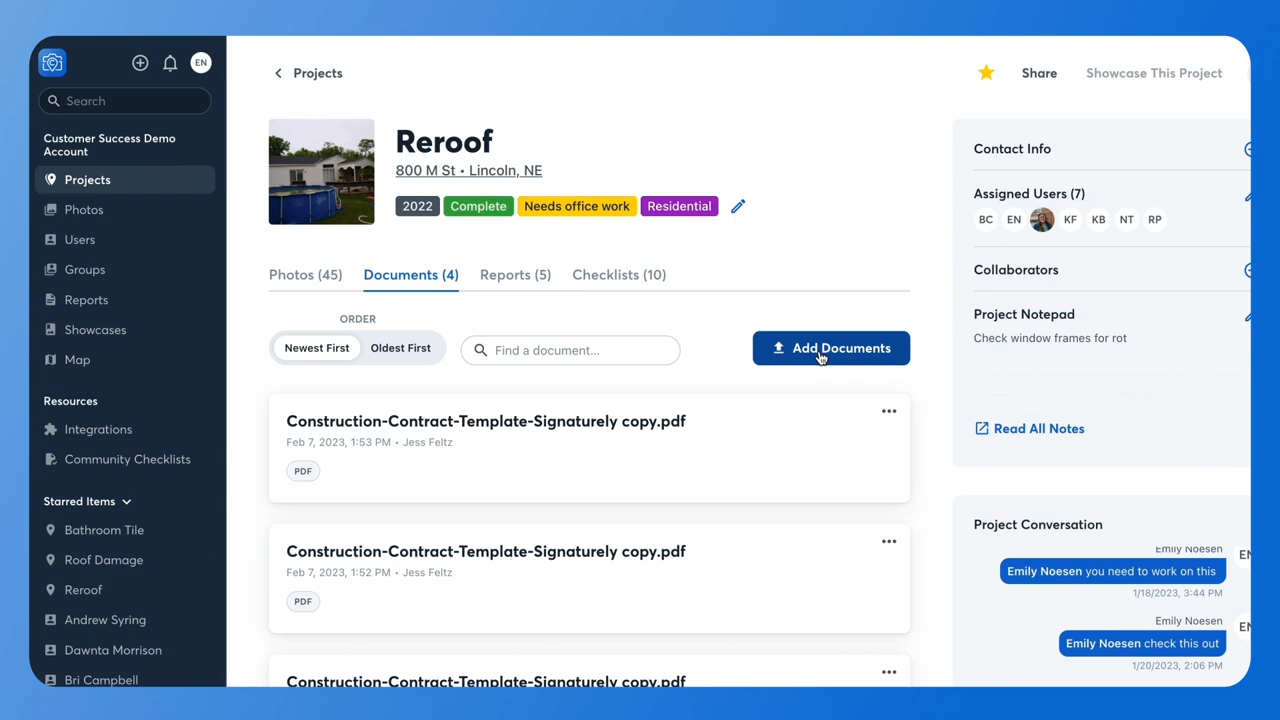 EN
Search
Customer Success Demo
Account
Projects
Photos
Users
Groups
Reports
Showcases
Map
Resources
Integrations
Community Checklists
Starred Items
Bathroom Tile
Roof Damage
Reroof
Andrew Syring
Dawnta Morrison
Bri Campbell
Projects
Share
Showcase This Project
Reroof
800 M St • Lincoln, NE
2022 Complete Needs office work Residential
Photos (45) Documents (4) Reports (5) Checklists (10)
ORDER
Newest First Oldest First
Find a document...
Add Documents
Construction-Contract-Template-Signaturely copy.pdf
Feb 7, 2023, 1:53 PM • Jess Feltz
PDF
Construction-Contract-Template-Signaturely copy.pdf
Feb 7, 2023, 1:52 PM • Jess Feltz
PDF
Construction-Contract-Template-Signaturely copy.pdf
Contact Info
Assigned Users (7)
BC EN KF KB NT RP
Collaborators
Project Notepad
Check window frames for rot
Read All Notes
Project Conversation
Emily Noesen
EN
Emily Noesen you need to work on this
1/18/2023, 3:44 PM
Emily Noesen
EN
Emily Noesen check this out
1/20/2023, 2:06 PM